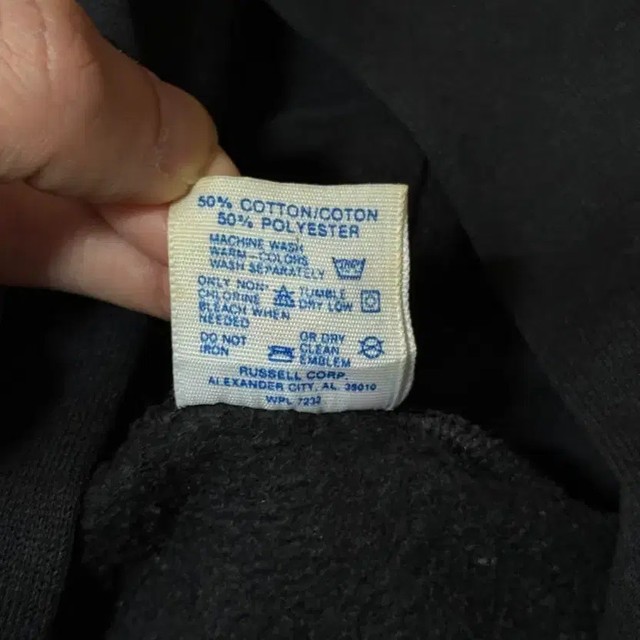 50% COTTON/COTON
50% POLYESTER
MACHINE WASH
WARM-COLORS
WASH SEPARATELY
ONLY NON-
CHLORINE
BLEACH WHEN
NEEDED
TUMBLE
DRY LOW
DO NOT
IRON
OR DRY
CLEAN
EMBLEM
RUSSELL CORP
ALEXANDER CITY, AL 35010
WPL 7232